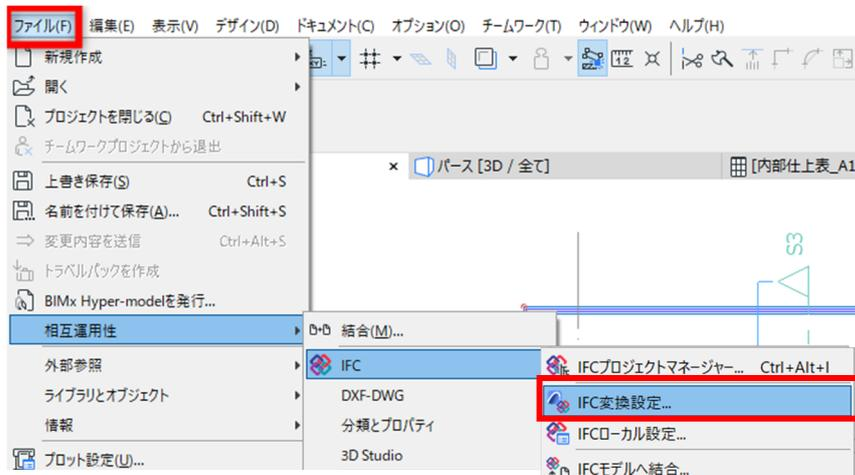 ファイル(F) 編集(E) 表示(V) デザイン(D) ドキュメント(C) オプション(O) チームワーク(T) ウィンドウ(W) ヘルプ(H)
新規作成
開く
プロジェクトを閉じる(C) Ctrl+Shift+W
チームワークプロジェクトから退出
パース [3D / 全て]
[内部仕上表_A1
上書き保存(S) Ctrl+S
名前を付けて保存(A)... Ctrl+Shift+S
変更内容を送信 Ctrl+Alt+S
S3
トラベルパックを作成
BIMx Hyper-modelを発行...
相互運用性
結合(M)...
外部参照
IFC
IFCプロジェクトマネージャー... Ctrl+Alt+I
ライブラリとオブジェクト
DXF-DWG
IFC変換設定...
情報
分類とプロパティ
IFCローカル設定...
プロット設定(U)...
3D Studio
IFCモデルへ結合...